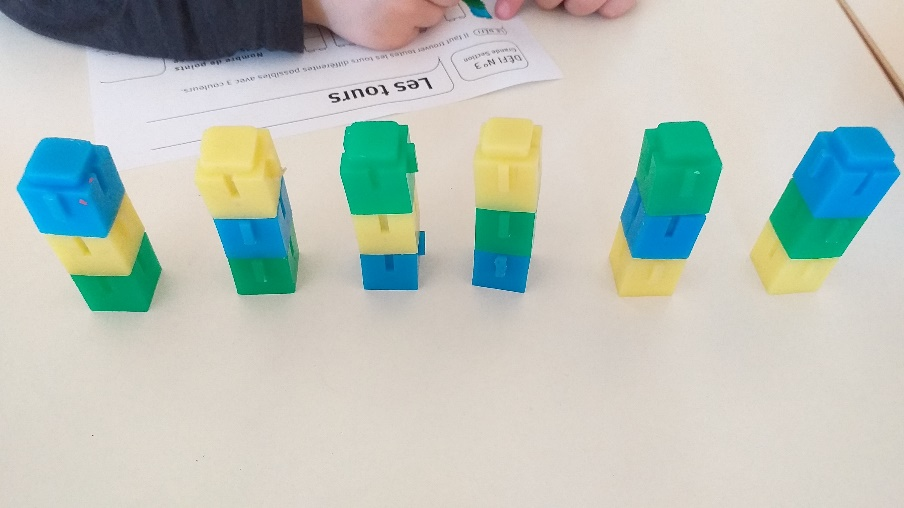 Les tours
DÉFI N°3
Grande Section
Il faut trouver toutes les tours différentes possibles avec 3 couleurs.
Nombre de points